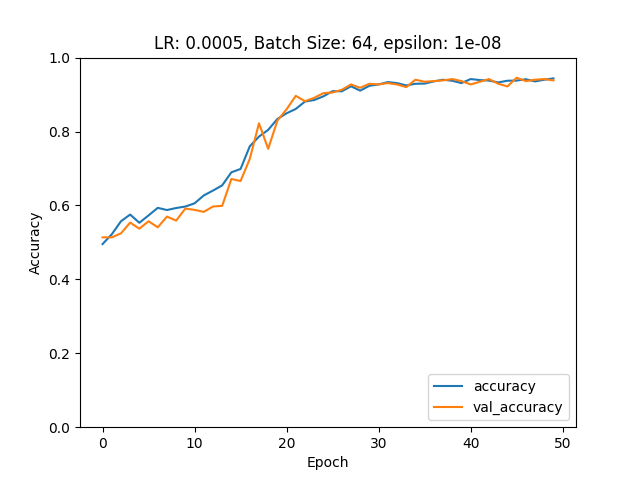 LR: 0.0005, Batch Size: 64, epsilon: 1e-08
1.0
0.8
0.6
0.4
0.2
0.0
Accuracy
accuracy
val_accuracy
0 10 20 30 40 50
Epoch